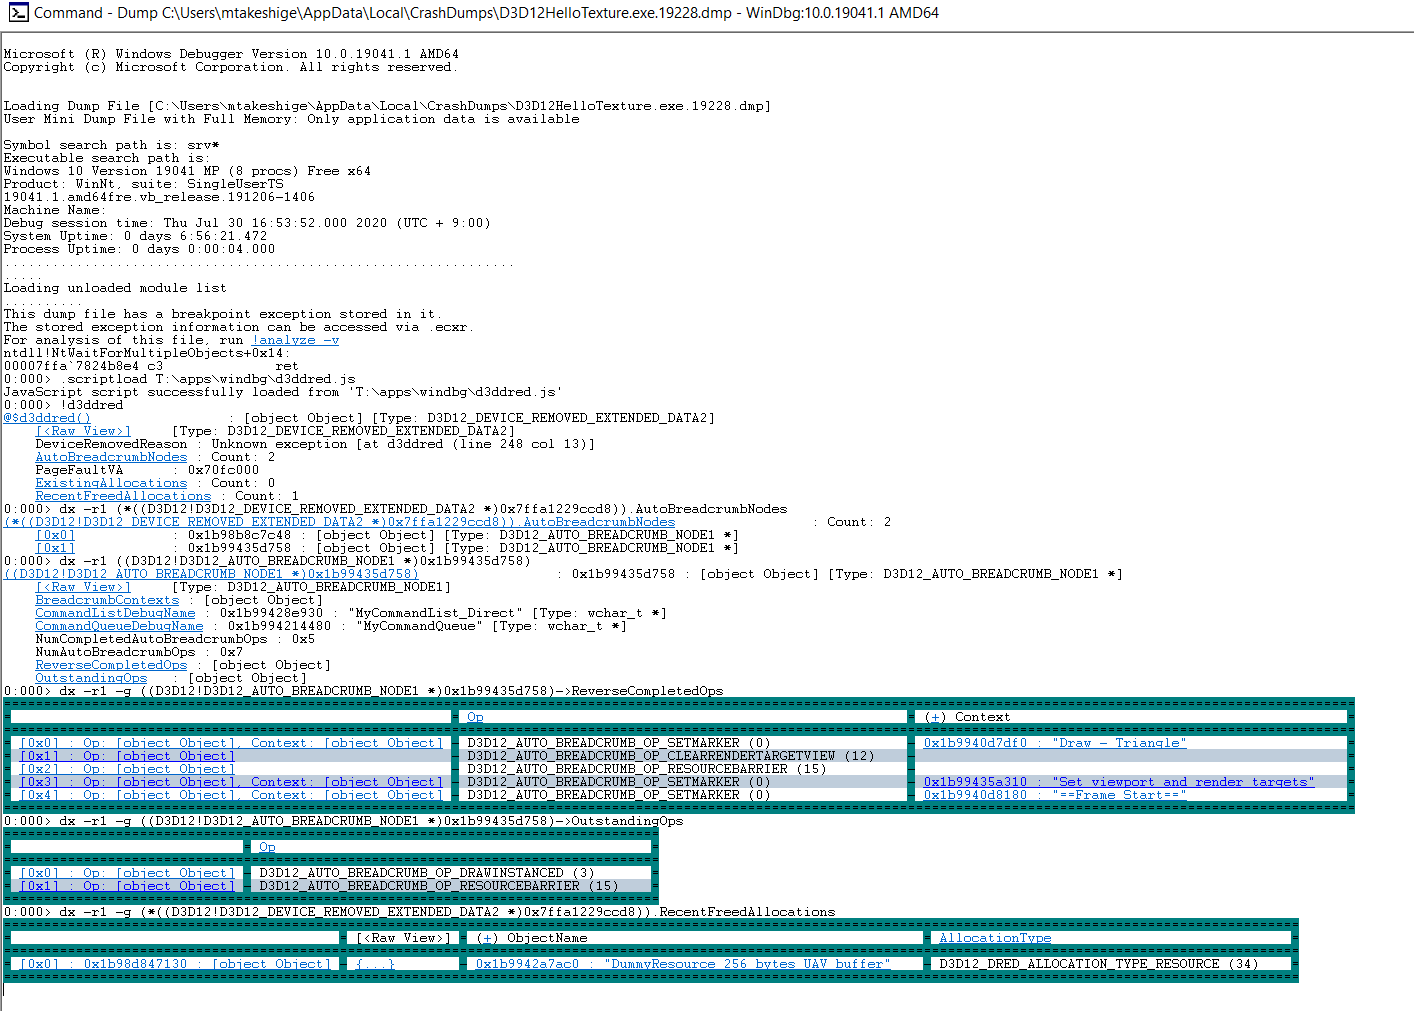 Command - Dump C:\Users\mtakeshige\AppData\Local\CrashDumps\D3D12HelloTexture.exe.19228.dmp - WinDbg:10.0.19041.1 AMD64
Microsoft (R) Windows Debugger Version 10.0.19041.1 AMD64
Copyright (c) Microsoft Corporation. All rights reserved.
Loading Dump File [C:\Users\mtakeshige\AppData\Local\CrashDumps\D3D12HelloTexture.exe.19228.dmp]
User Mini Dump File with Full Memory: Only application data is available
Symbol search path is: srv*
Executable search path is:
Windows 10 Version 19041 MP (8 procs) Free x64
Product: WinNt, suite: SingleUserTS
19041.1.amd64fre.vb_release.191206-1406
Machine Name:
Debug session time: Thu Jul 30 16:53:52.000 2020 (UTC + 9:00)
System Uptime: 0 days 6:56:21.472
Process Uptime: 0 days 0:00:04.000
................................................................
.....
Loading unloaded module list
..........
This dump file has a breakpoint exception stored in it.
The stored exception information can be accessed via .ecxr.
For analysis of this file, run !analyze -v
ntdll!NtWaitForMultipleObjects+0x14:
00007ffa`7824b8e4 c3              ret
0:000> .scriptload T:\apps\windbg\d3ddred.js
JavaScript script successfully loaded from 'T:\apps\windbg\d3ddred.js'
0:000> !d3ddred
@$d3ddred()                 : [object Object] [Type: D3D12_DEVICE_REMOVED_EXTENDED_DATA2]
    [<Raw View>]     [Type: D3D12_DEVICE_REMOVED_EXTENDED_DATA2]
    DeviceRemovedReason : Unknown exception [at d3ddred (line 248 col 13)]
    AutoBreadcrumbNodes : Count: 2
    PageFaultVA      : 0x70fc000
    ExistingAllocations : Count: 0
    RecentFreedAllocations : Count: 1
0:000> dx -r1 (*((D3D12!D3D12_DEVICE_REMOVED_EXTENDED_DATA2 *)0x7ffa1229ccd8)).AutoBreadcrumbNodes
(*((D3D12!D3D12_DEVICE_REMOVED_EXTENDED_DATA2 *)0x7ffa1229ccd8)).AutoBreadcrumbNodes                 : Count: 2
    [0x0]            : 0x1b98b8c7c48 : [object Object] [Type: D3D12_AUTO_BREADCRUMB_NODE1 *]
    [0x1]            : 0x1b99435d758 : [object Object] [Type: D3D12_AUTO_BREADCRUMB_NODE1 *]
0:000> dx -r1 ((D3D12!D3D12_AUTO_BREADCRUMB_NODE1 *)0x1b99435d758)
((D3D12!D3D12_AUTO_BREADCRUMB_NODE1 *)0x1b99435d758)                 : 0x1b99435d758 : [object Object] [Type: D3D12_AUTO_BREADCRUMB_NODE1 *]
    [<Raw View>]     [Type: D3D12_AUTO_BREADCRUMB_NODE1]
    BreadcrumbContexts : [object Object]
    CommandListDebugName : 0x1b99428e930 : "MyCommandList_Direct" [Type: wchar_t *]
    CommandQueueDebugName : 0x1b994214480 : "MyCommandQueue" [Type: wchar_t *]
    NumCompletedAutoBreadcrumbOps : 0x5
    NumAutoBreadcrumbOps : 0x7
    ReverseCompletedOps : [object Object]
    OutstandingOps   : [object Object]
0:000> dx -r1 -g ((D3D12!D3D12_AUTO_BREADCRUMB_NODE1 *)0x1b99435d758)->ReverseCompletedOps
Op (+) Context
[0x0] : Op: [object Object], Context: [object Object] D3D12_AUTO_BREADCRUMB_OP_SETMARKER (0) 0x1b9940d7df0 : "Draw - Triangle"
[0x1] : Op: [object Object] D3D12_AUTO_BREADCRUMB_OP_CLEARRENDERTARGETVIEW (12)
[0x2] : Op: [object Object] D3D12_AUTO_BREADCRUMB_OP_RESOURCEBARRIER (15)
[0x3] : Op: [object Object], Context: [object Object] D3D12_AUTO_BREADCRUMB_OP_SETMARKER (0) 0x1b99435a310 : "Set viewport and render targets"
[0x4] : Op: [object Object], Context: [object Object] D3D12_AUTO_BREADCRUMB_OP_SETMARKER (0) 0x1b9940d8180 : "==Frame Start=="
0:000> dx -r1 -g ((D3D12!D3D12_AUTO_BREADCRUMB_NODE1 *)0x1b99435d758)->OutstandingOps
Op
[0x0] : Op: [object Object] D3D12_AUTO_BREADCRUMB_OP_DRAWINSTANCED (3)
[0x1] : Op: [object Object] D3D12_AUTO_BREADCRUMB_OP_RESOURCEBARRIER (15)
0:000> dx -r1 -g (*((D3D12!D3D12_DEVICE_REMOVED_EXTENDED_DATA2 *)0x7ffa1229ccd8)).RecentFreedAllocations
[<Raw View>] (+) ObjectName AllocationType
[0x0] : 0x1b98d847130 : [object Object] {...} 0x1b9942a7ac0 : "DummyResource 256 bytes UAV buffer" D3D12_DRED_ALLOCATION_TYPE_RESOURCE (34)